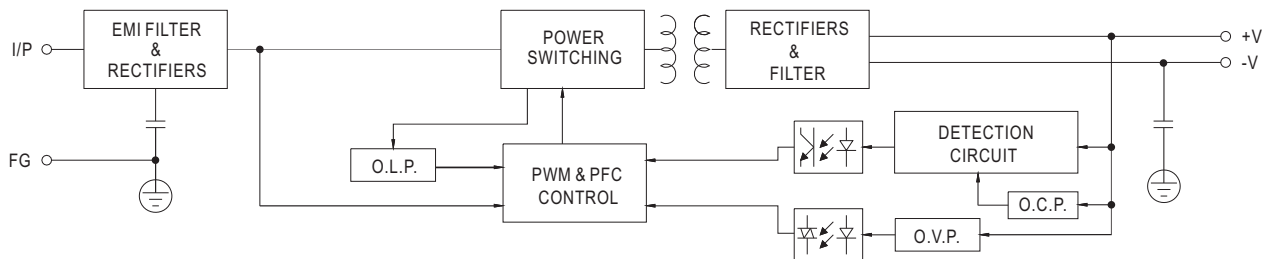 I/P
EMI FILTER
&
RECTIFIERS
POWER
SWITCHING
RECTIFIERS
&
FILTER
+V
-V
FG
O.L.P.
PWM & PFC
CONTROL
DETECTION
CIRCUIT
O.C.P.
O.V.P.